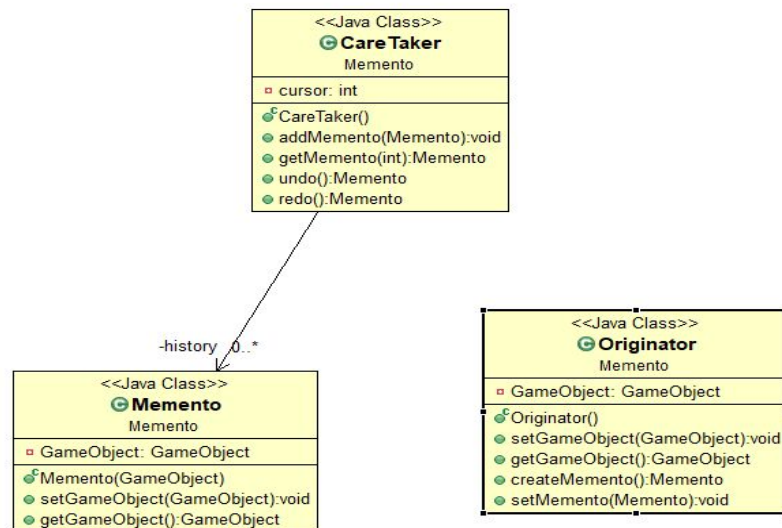 <<Java Class>>
CareTaker
Memento
cursor: int
CareTaker()
addMemento(Memento):void
getMemento(int):Memento
undo():Memento
redo():Memento
-history 0..*
<<Java Class>>
Memento
Memento
GameObject: GameObject
Memento(GameObject)
setGameObject(GameObject):void
getGameObject():GameObject
<<Java Class>>
Originator
Memento
GameObject: GameObject
Originator()
setGameObject(GameObject):void
getGameObject():GameObject
createMemento():Memento
setMemento(Memento):void